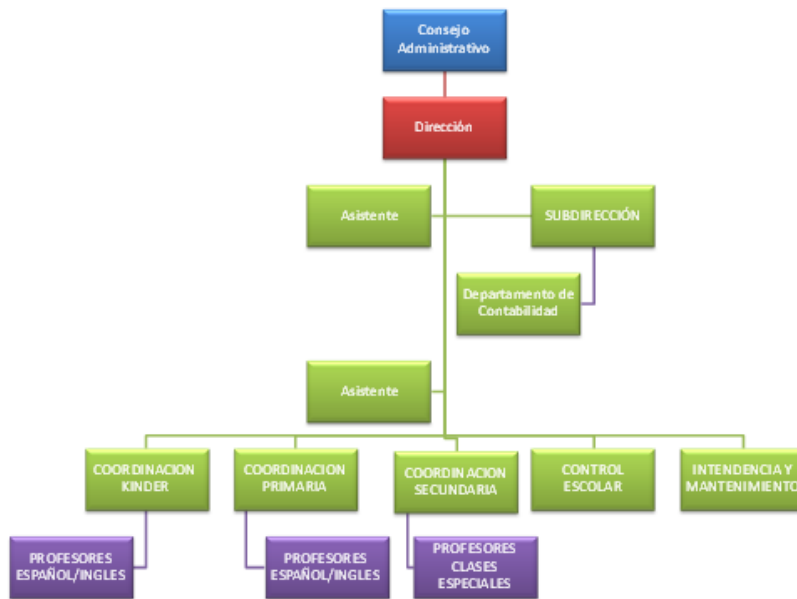 Consejo
Administrativo
Dirección
Asistente
SUBDIRECCIÓN
Departamento de
Contabilidad
Asistente
COORDINACION
KINDER
COORDINACION
PRIMARIA
COORDINACION
SECUNDARIA
CONTROL
ESCOLAR
INTENDENCIA Y
MANTENIMIENTO
PROFESORES
ESPAÑOL/INGLES
PROFESORES
ESPAÑOL/INGLES
PROFESORES
CLASES
ESPECIALES